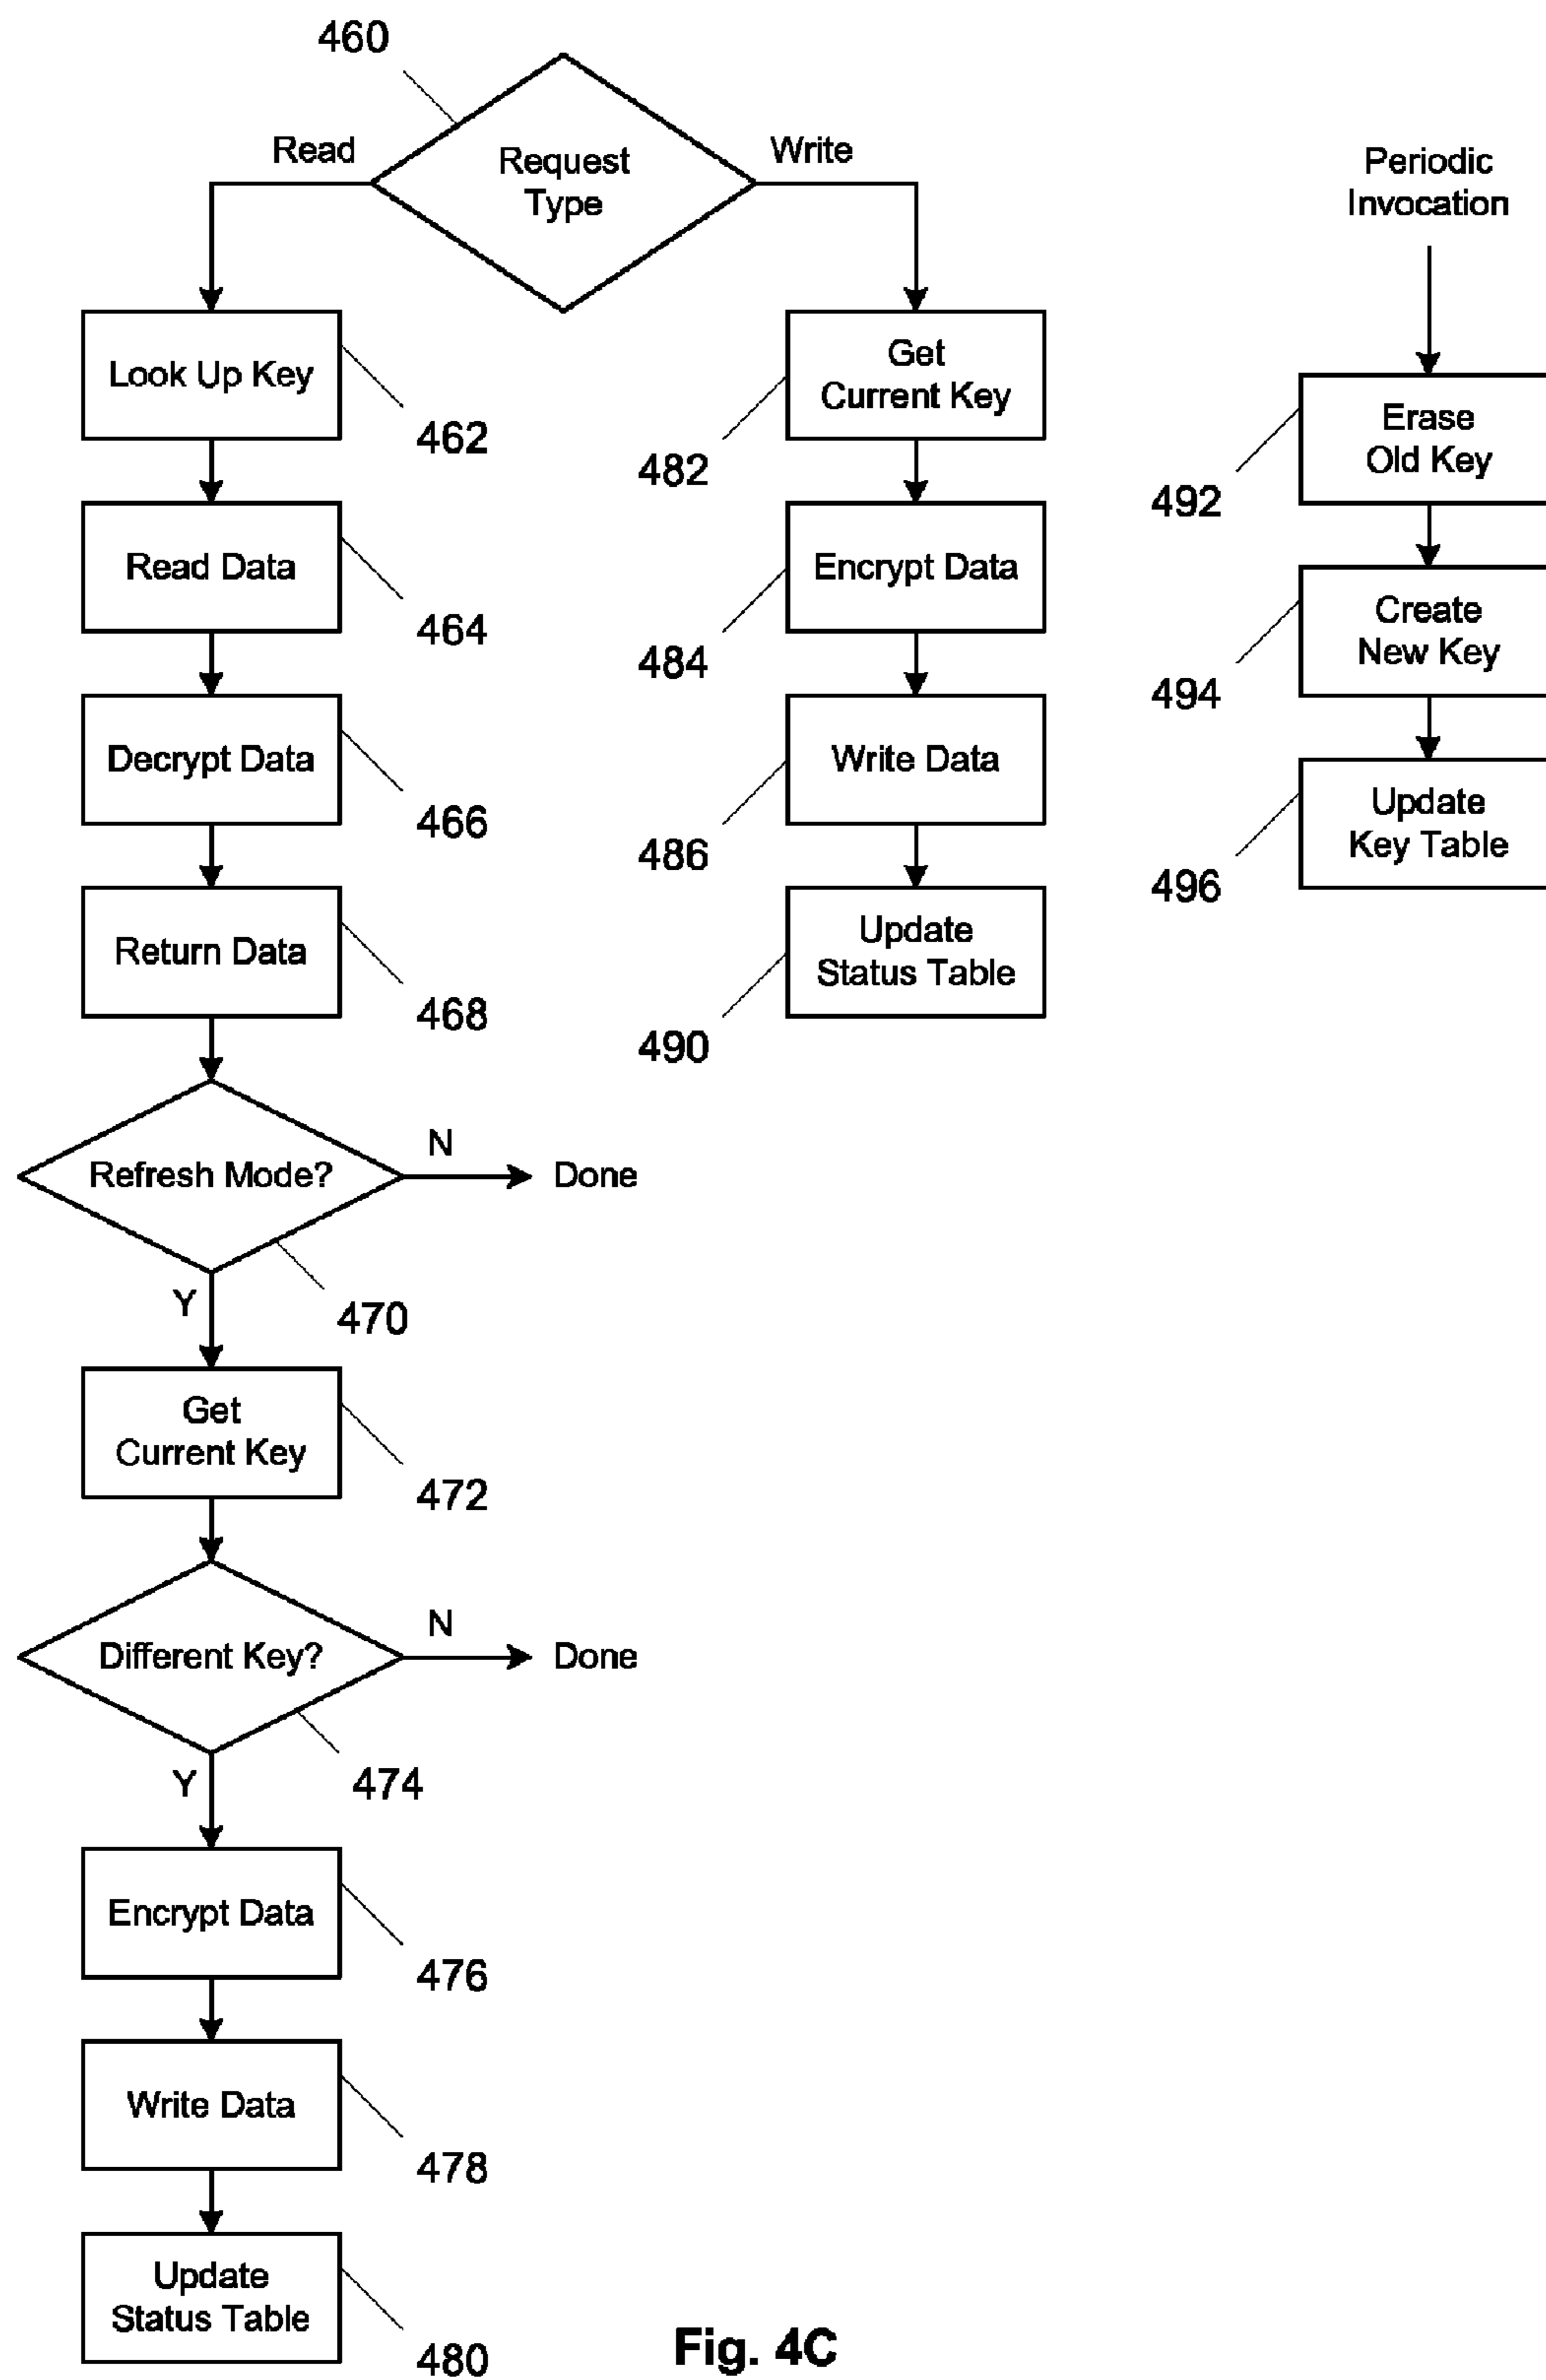 460
Read
Request
Type
Write
Look Up Key
462
Read Data
464
Decrypt Data
466
Return Data
468
Refresh Mode?
N
Done
470
Y
Get
Current Key
472
Different Key?
N
Done
474
Y
Encrypt Data
476
Write Data
478
Update
Status Table
480
Get
Current Key
482
Encrypt Data
484
Write Data
486
Update
Status Table
490
Periodic
Invocation
Erase
Old Key
492
Create
New Key
494
Update
Key Table
496
Fig. 4C